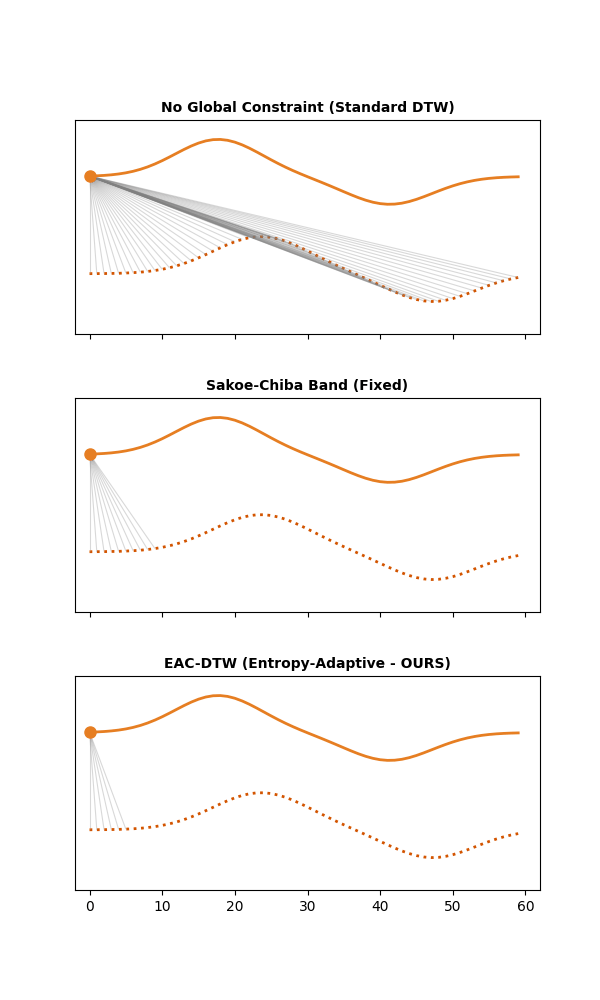 No Global Constraint (Standard DTW)
Sakoe-Chiba Band (Fixed)
EAC-DTW (Entropy-Adaptive - OURS)
0 10 20 30 40 50 60